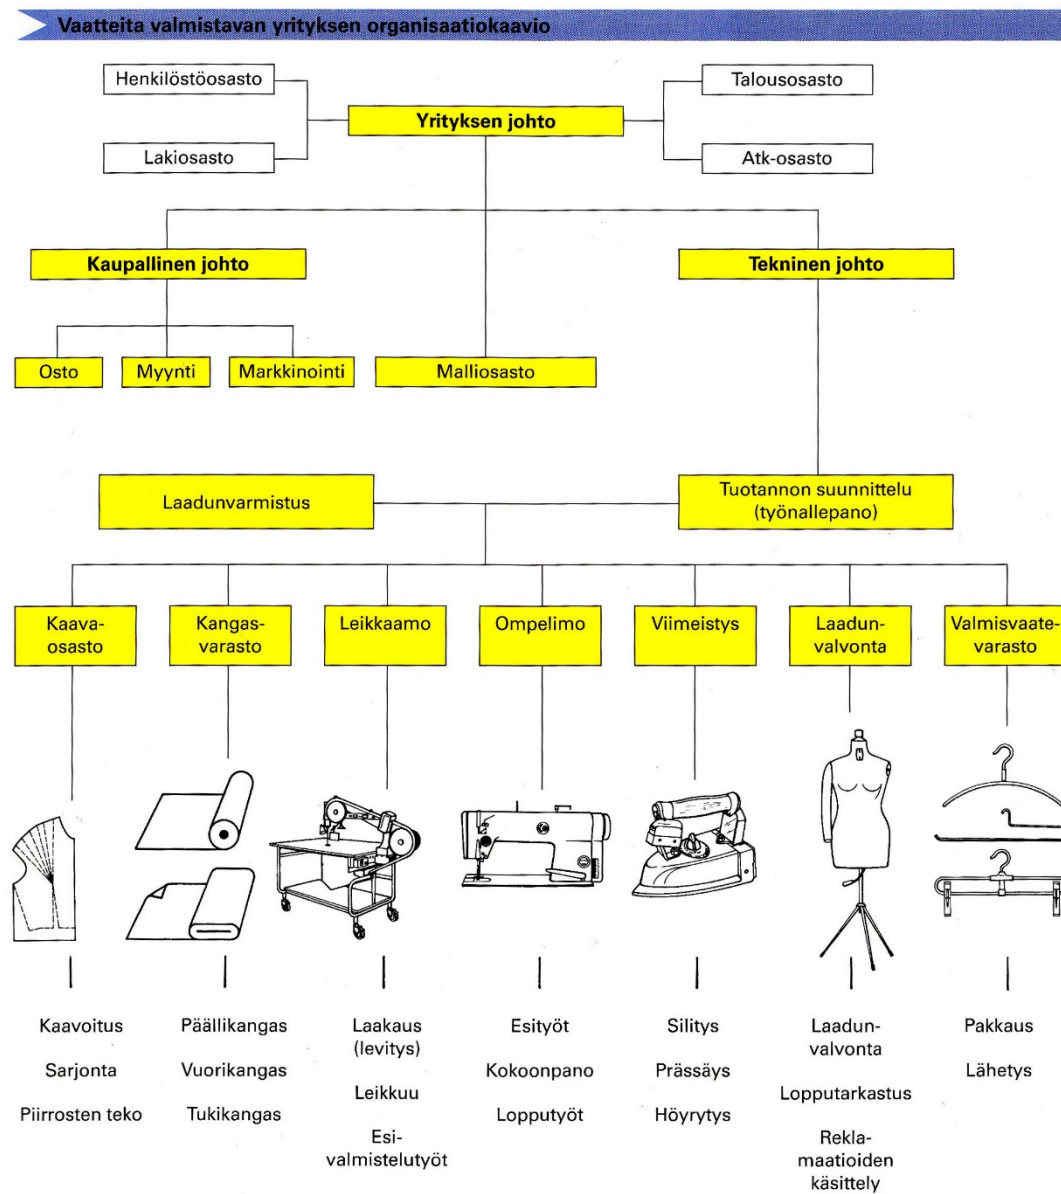 Vaatteita valmistavan yrityksen organisaatiokaavio
Henkilöstöosasto
Talousosasto
Yrityksen johto
Lakiosasto
Atk-osasto
Kaupallinen johto
Tekninen johto
Osto
Myynti
Markkinointi
Malliosasto
Laadunvarmistus
Tuotannon suunnittelu
(työnallepano)
Kaava-
osasto
Kangas-
varasto
Leikkaamo
Ompelimo
Viimeistys
Laadun-
valvonta
Valmisvaate-
varasto
Kaavoitus
Sarjonta
Piirrosten teko
Päällikangas
Vuorikangas
Tukikangas
Laakaus
(levitys)
Leikkuu
Esi-
valmistelutyöt
Esityöt
Kokoonpano
Lopputyöt
Silitys
Prässäys
Höyrytys
Laadun-
valvonta
Lopputarkastus
Rekla-
maatioiden
käsittely
Pakkaus
Lähetys